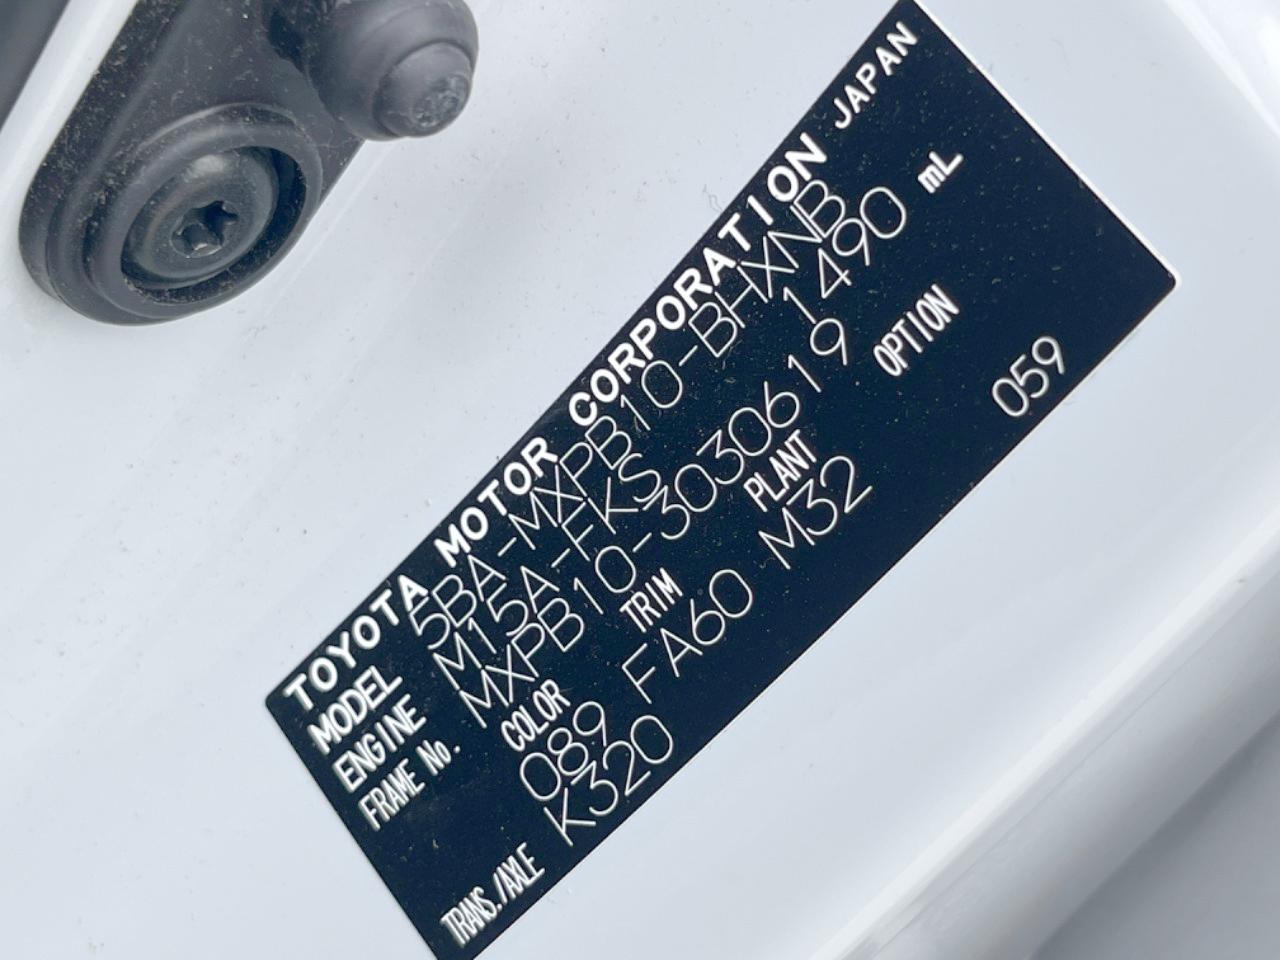 TOYOTA MOTOR CORPORATION JAPAN
MODEL 5BA-MXPB10-BHXNB
ENGINE M15A-FKS 1490 mL
FRAME No. MXPB10-3030619
COLOR TRIM PLANT OPTION
089 FA60 M32 059
TRANS./AXLE K320